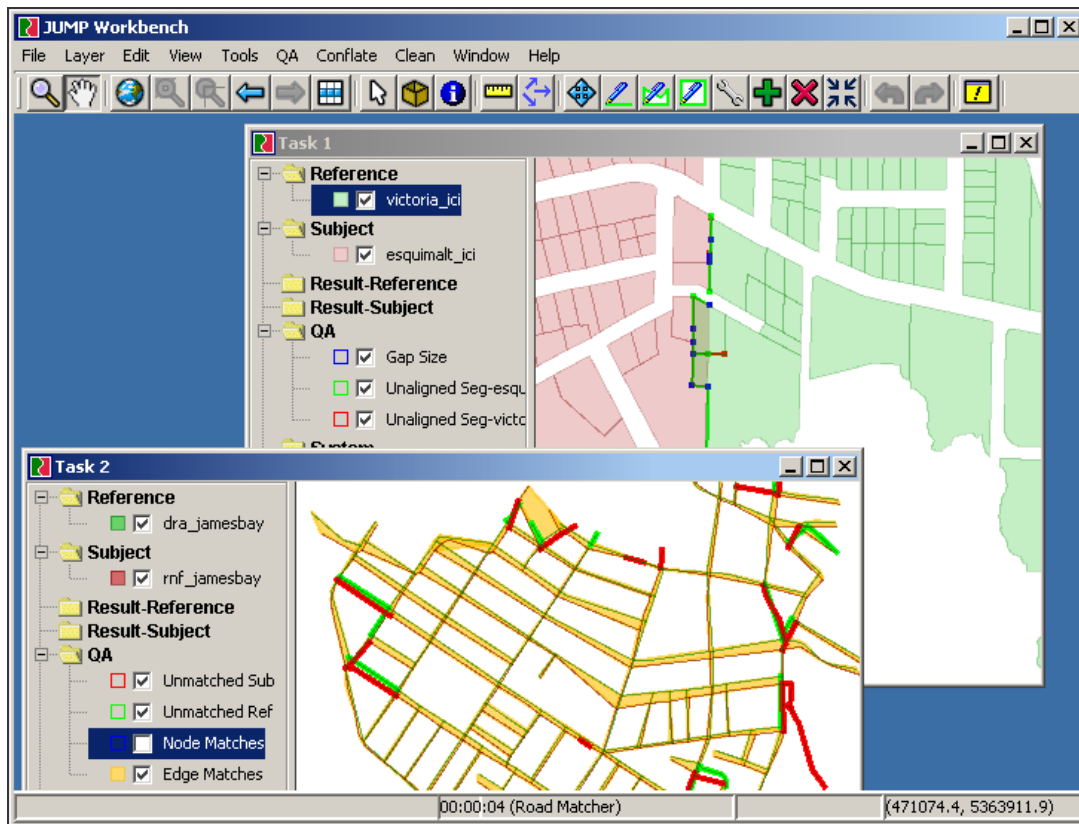 JUMP Workbench
File Layer Edit View Tools QA Conflate Clean Window Help
Task 1
Reference
victoria_ici
Subject
esquimalt_ici
Result-Reference
Result-Subject
QA
Gap Size
Unaligned Seg-esqu
Unaligned Seg-victo
System
Task 2
Reference
dra_jamesbay
Subject
rnf_jamesbay
Result-Reference
Result-Subject
QA
Unmatched Sub
Unmatched Ref
Node Matches
Edge Matches
00:00:04 (Road Matcher)
(471074.4, 5363911.9)